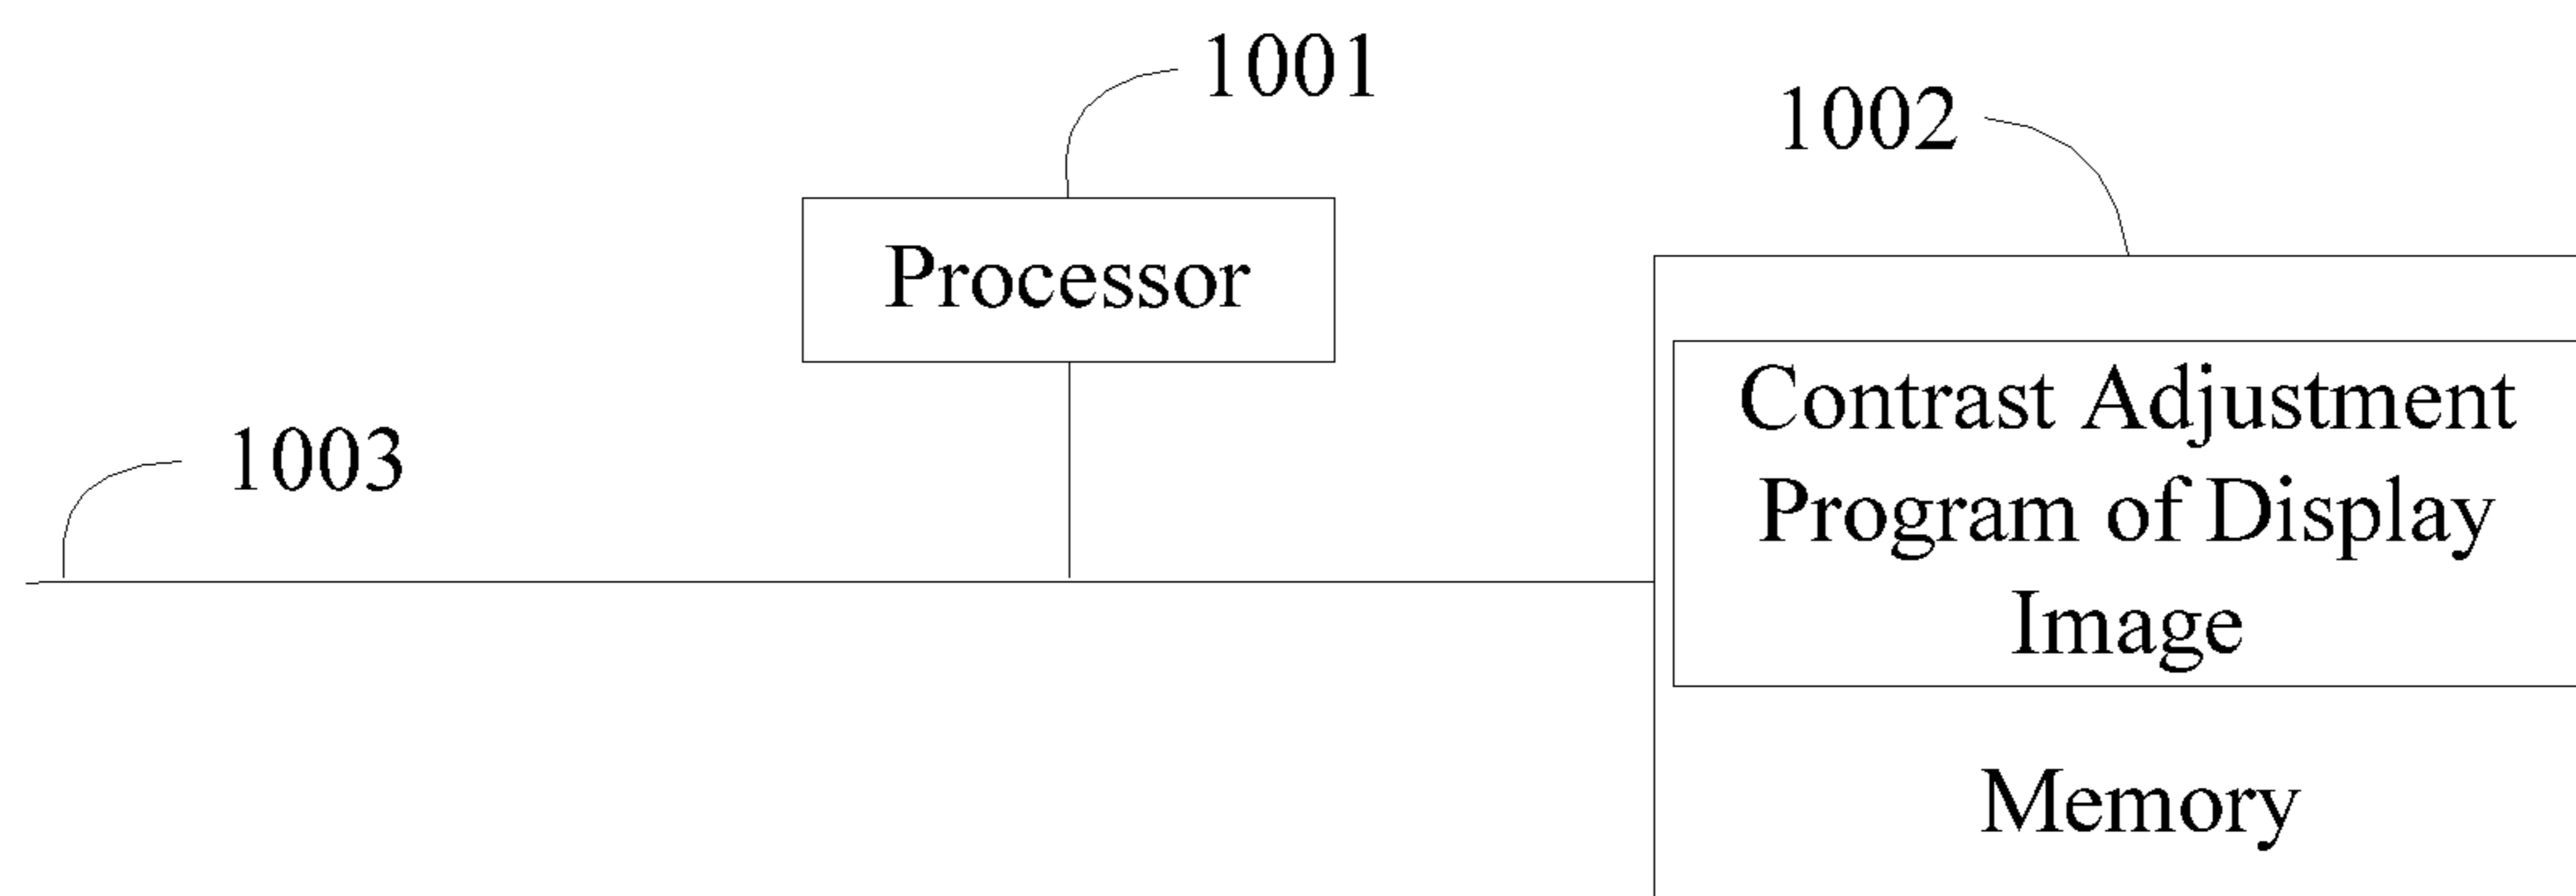 1001
1002
Processor
1003
Contrast Adjustment
Program of Display
Image
Memory